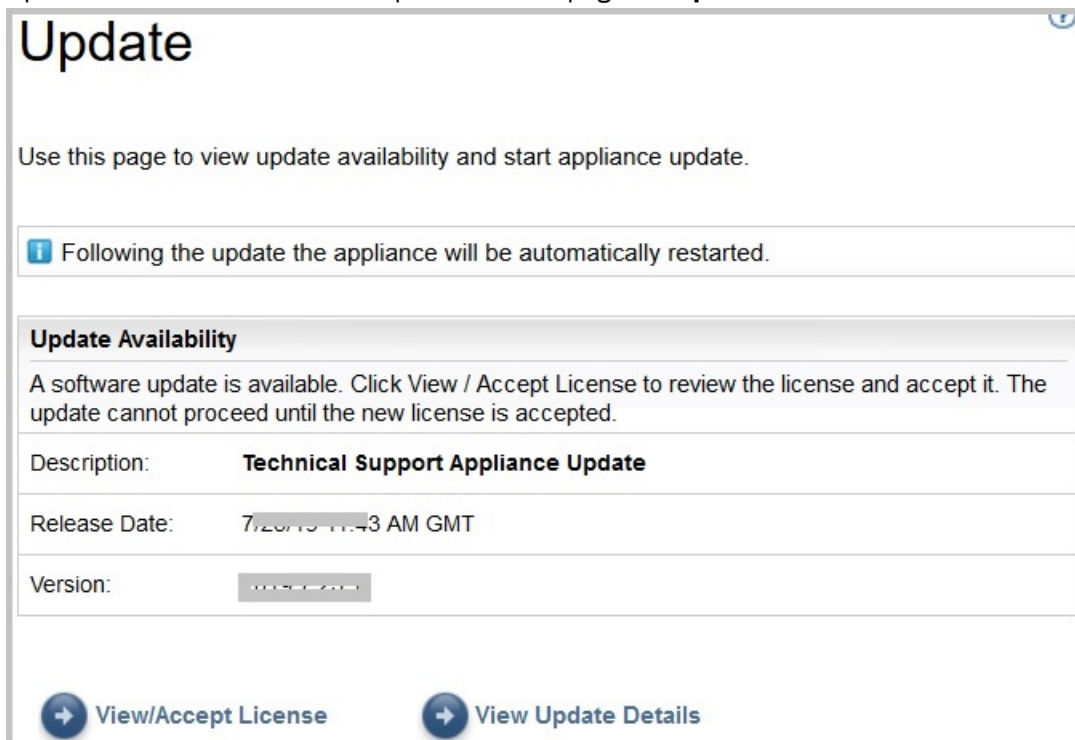 Update
Use this page to view update availability and start appliance update.
Following the update the appliance will be automatically restarted.
Update Availability
A software update is available. Click View / Accept License to review the license and accept it. The
update cannot proceed until the new license is accepted.
Description: Technical Support Appliance Update
Release Date: AM GMT
Version:
View/Accept License View Update Details